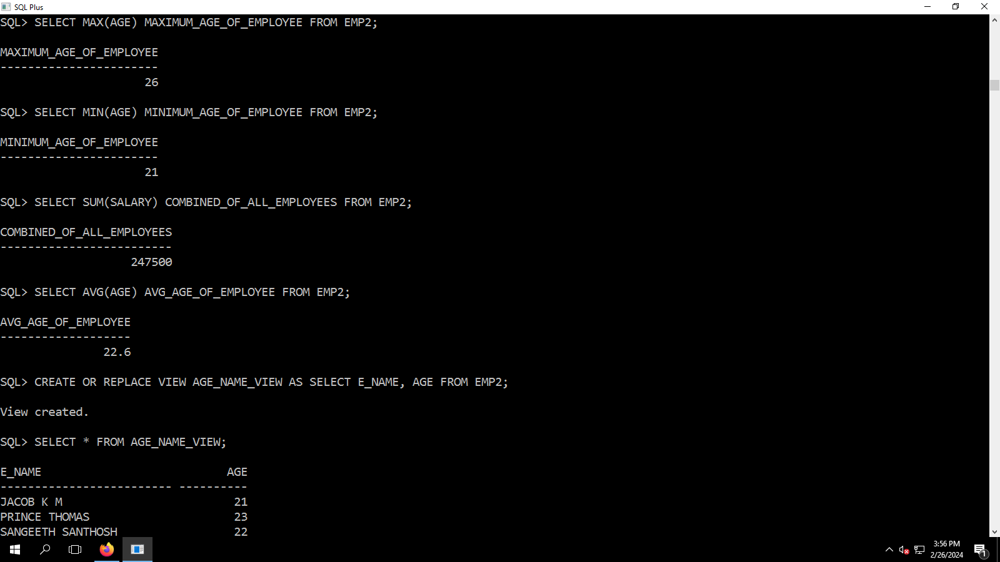 SQL Plus
SQL> SELECT MAX(AGE) MAXIMUM_AGE_OF_EMPLOYEE FROM EMP2;
MAXIMUM_AGE_OF_EMPLOYEE
-----------------------
26
SQL> SELECT MIN(AGE) MINIMUM_AGE_OF_EMPLOYEE FROM EMP2;
MINIMUM_AGE_OF_EMPLOYEE
-----------------------
21
SQL> SELECT SUM(SALARY) COMBINED_OF_ALL_EMPLOYEES FROM EMP2;
COMBINED_OF_ALL_EMPLOYEES
-------------------------
247500
SQL> SELECT AVG(AGE) AVG_AGE_OF_EMPLOYEE FROM EMP2;
AVG_AGE_OF_EMPLOYEE
-------------------
22.6
SQL> CREATE OR REPLACE VIEW AGE_NAME_VIEW AS SELECT E_NAME, AGE FROM EMP2;
View created.
SQL> SELECT * FROM AGE_NAME_VIEW;
E_NAME                           AGE
------------------------- ----------
JACOB K M                         21
PRINCE THOMAS                     23
SANGEETH SANTHOSH                 22
3:56 PM
2/26/2024
1